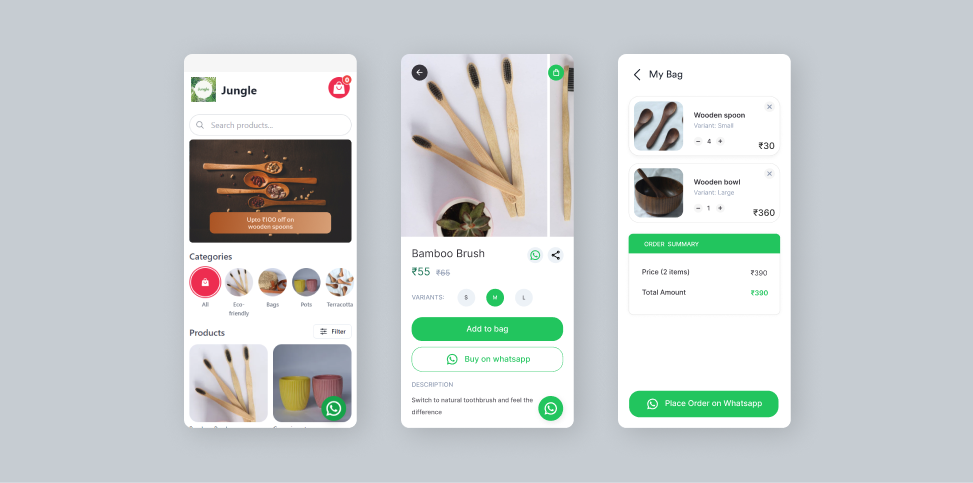 Jungle
Jungle
0
Search products...
Upto ₹100 off on
wooden spoons
Categories
All
Eco-
friendly
Bags
Pots
Terracotta
Products
Filter
Bamboo Brush
₹55 ₹65
VARIANTS:
S
M
L
Add to bag
Buy on whatsapp
DESCRIPTION
Switch to natural toothbrush and feel the
difference
My Bag
Wooden spoon
Variant: Small
− 4 +
₹30
Wooden bowl
Variant: Large
− 1 +
₹360
ORDER SUMMARY
Price (2 items) ₹390
Total Amount ₹390
Place Order on Whatsapp